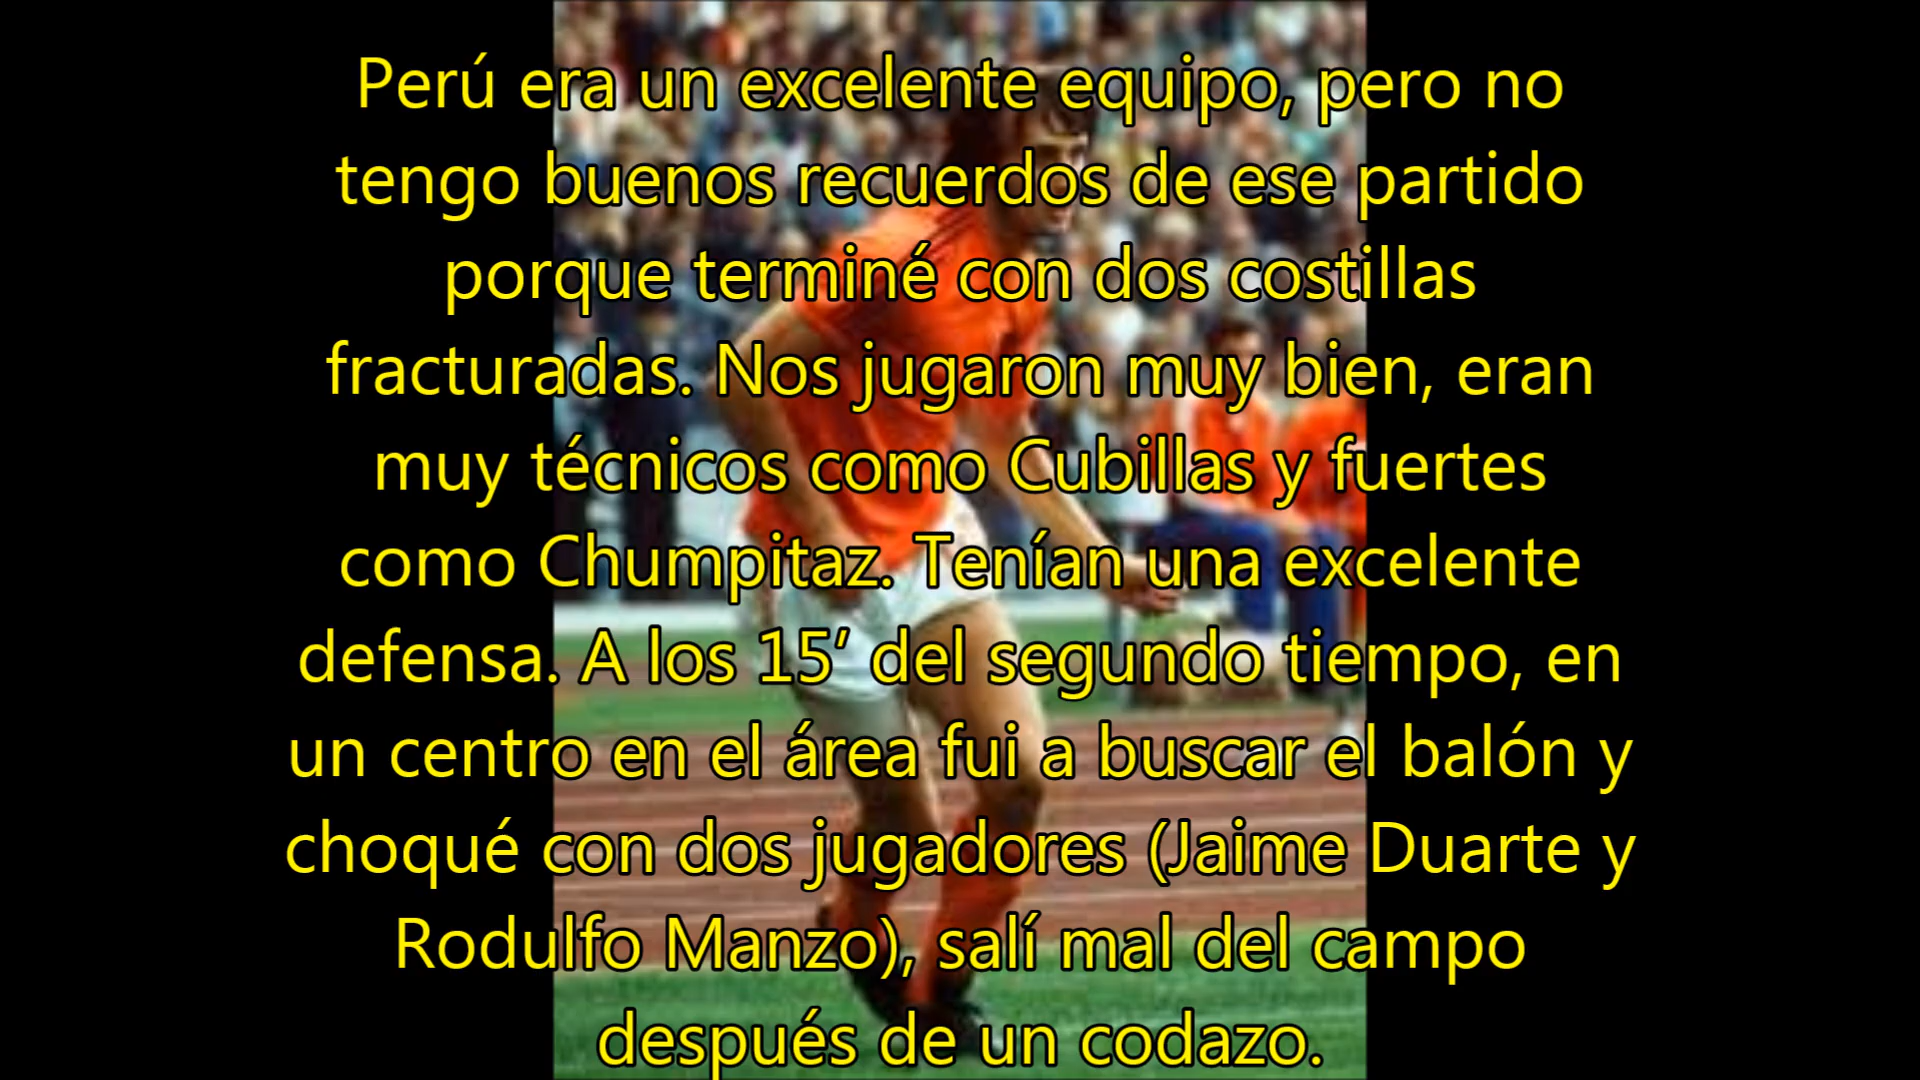 Perú era un excelente equipo, pero no
tengo buenos recuerdos de ese partido
porque terminé con dos costillas
fracturadas. Nos jugaron muy bien, eran
muy técnicos como Cubillas y fuertes
como Chumpitaz. Tenían una excelente
defensa. A los 15’ del segundo tiempo, en
un centro en el área fui a buscar el balón y
choqué con dos jugadores (Jaime Duarte y
Rodulfo Manzo), salí mal del campo
después de un codazo.